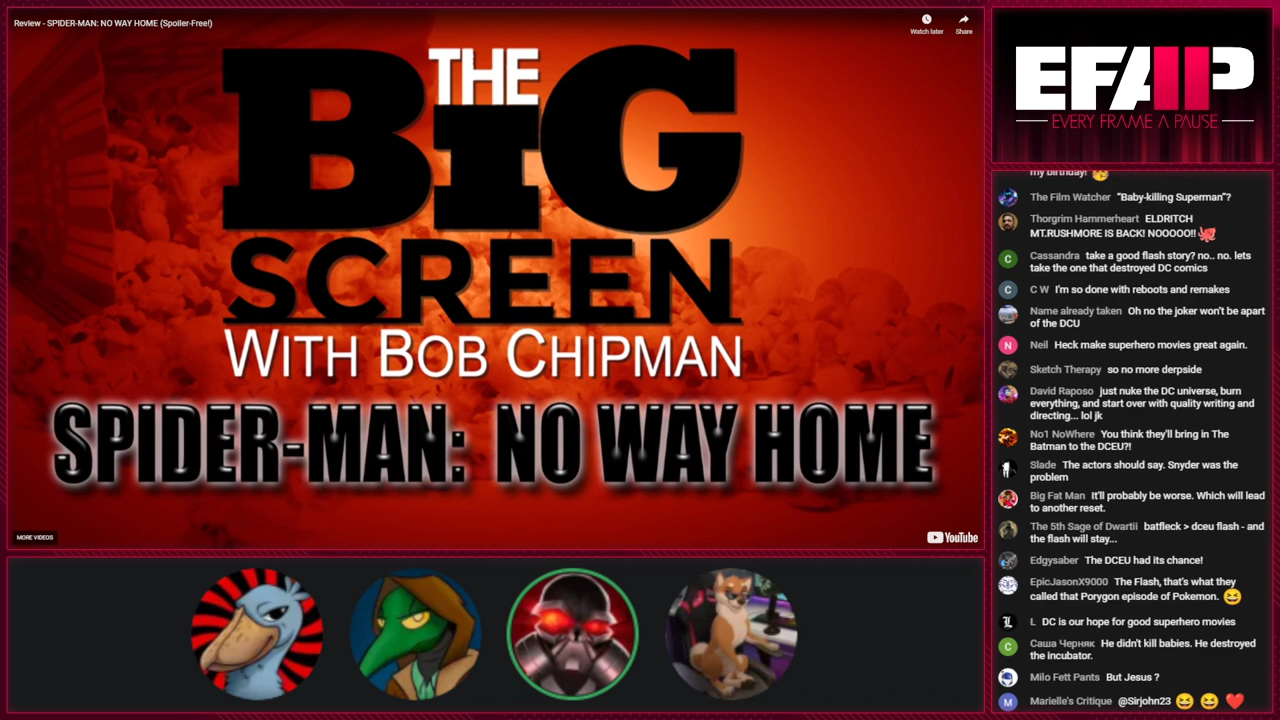 Review - SPIDER-MAN: NO WAY HOME (Spoiler-Free!)
Watch later
Share
THE
BIG
SCREEN
WITH BOB CHIPMAN
SPIDER-MAN: NO WAY HOME
MORE VIDEOS
YouTube
EFAP
EVERY FRAME A PAUSE
my birthday!
The Film Watcher "Baby-killing Superman"?
Thorgrim Hammerheart ELDRITCH
MT.RUSHMORE IS BACK! NOOOOO!!
C
Cassandra take a good flash story? no.. no. lets
take the one that destroyed DC comics
C
C W I'm so done with reboots and remakes
Name already taken Oh no the joker won't be apart
of the DCU
N
Neil Heck make superhero movies great again.
Sketch Therapy so no more derpside
David Raposo just nuke the DC universe, burn
everything, and start over with quality writing and
directing... lol jk
No1 NoWhere You think they'll bring in The
Batman to the DCEU?!
Slade The actors should say. Snyder was the
problem
Big Fat Man It'll probably be worse. Which will lead
to another reset.
The 5th Sage of Dwartii batfleck > dceu flash - and
the flash will stay...
Edgysaber The DCEU had its chance!
EpicJasonX9000 The Flash, that's what they
called that Porygon episode of Pokemon.
L
L DC is our hope for good superhero movies
C
Саша Черняк He didn't kill babies. He destroyed
the incubator.
Milo Fett Pants But Jesus ?
M
Marielle's Critique @Sirjohn23